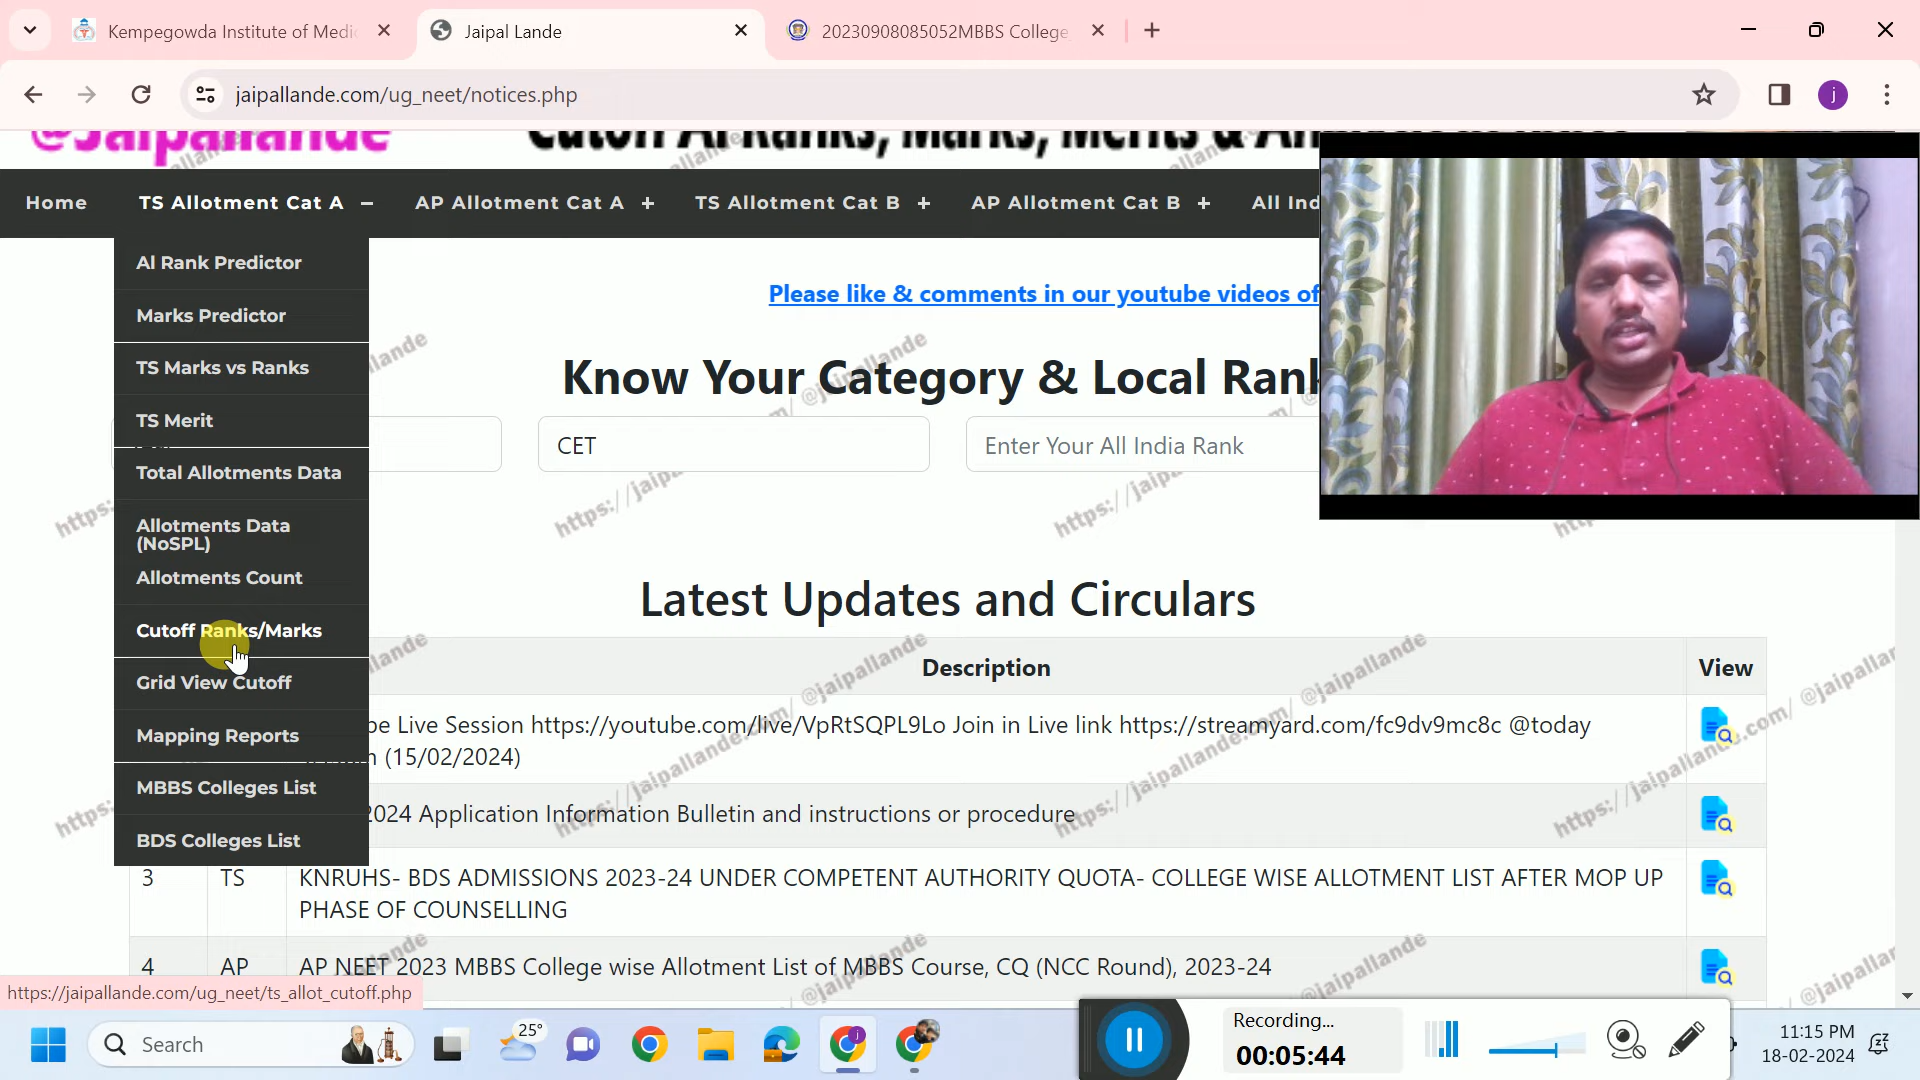 Kempegowda Institute of Medi
Jaipal Lande
20230908085052MBBS College
jaipallande.com/ug_neet/notices.php
j
@Jaipallande
Home
TS Allotment Cat A −
AP Allotment Cat A +
TS Allotment Cat B +
AP Allotment Cat B +
All Ind
AI Rank Predictor
Marks Predictor
TS Marks vs Ranks
TS Merit
Total Allotments Data
Allotments Data
(NoSPL)
Allotments Count
Cutoff Ranks/Marks
Grid View Cutoff
Mapping Reports
MBBS Colleges List
BDS Colleges List
Please like & comments in our youtube videos of
Know Your Category & Local Rank
CET
Enter Your All India Rank
Latest Updates and Circulars
Description
View
be Live Session https://youtube.com/live/VpRtSQPL9Lo Join in Live link https://streamyard.com/fc9dv9mc8c @today
(15/02/2024)
2024 Application Information Bulletin and instructions or procedure
3 TS KNRUHS- BDS ADMISSIONS 2023-24 UNDER COMPETENT AUTHORITY QUOTA- COLLEGE WISE ALLOTMENT LIST AFTER MOP UP
PHASE OF COUNSELLING
4 AP AP NEET 2023 MBBS College wise Allotment List of MBBS Course, CQ (NCC Round), 2023-24
https://jaipallande.com/ug_neet/ts_allot_cutoff.php
Search
25°
Recording...
00:05:44
11:15 PM
18-02-2024